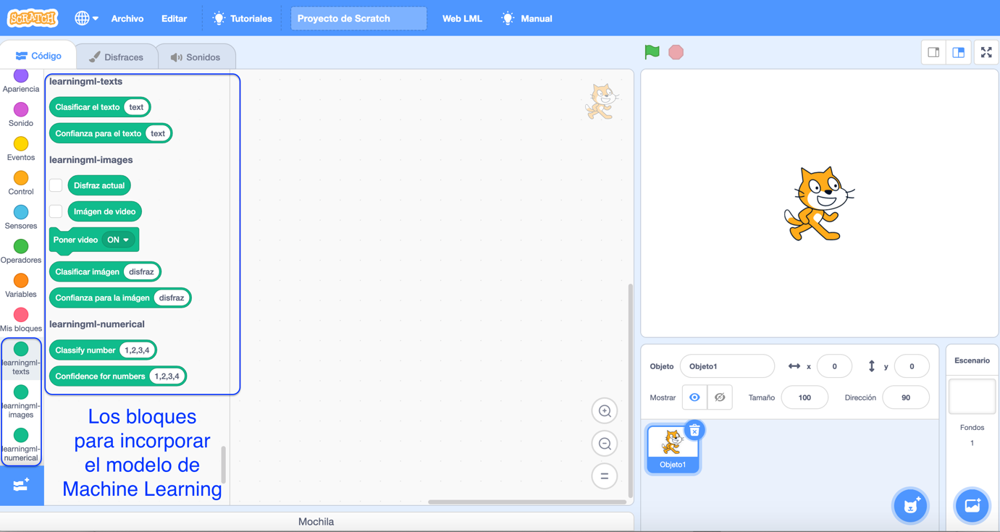 SCRATCH
Archivo
Editar
Tutoriales
Proyecto de Scratch
Web LML
Manual
Código
Disfraces
Sonidos
Apariencia
Sonido
Eventos
Control
Sensores
Operadores
Variables
Mis bloques
learningml-
texts
learningml-
images
learningml-
numerical
learningml-texts
Clasificar el texto text
Confianza para el texto text
learningml-images
Disfraz actual
Imágen de video
Poner video ON
Clasificar imágen disfraz
Confianza para la imágen disfraz
learningml-numerical
Classify number 1,2,3,4
Confidence for numbers 1,2,3,4
Los bloques
para incorporar
el modelo de
Machine Learning
Mochila
Objeto Objeto1 x 0 y 0
Mostrar Tamaño 100 Dirección 90
Objeto1
Escenario
Fondos
1